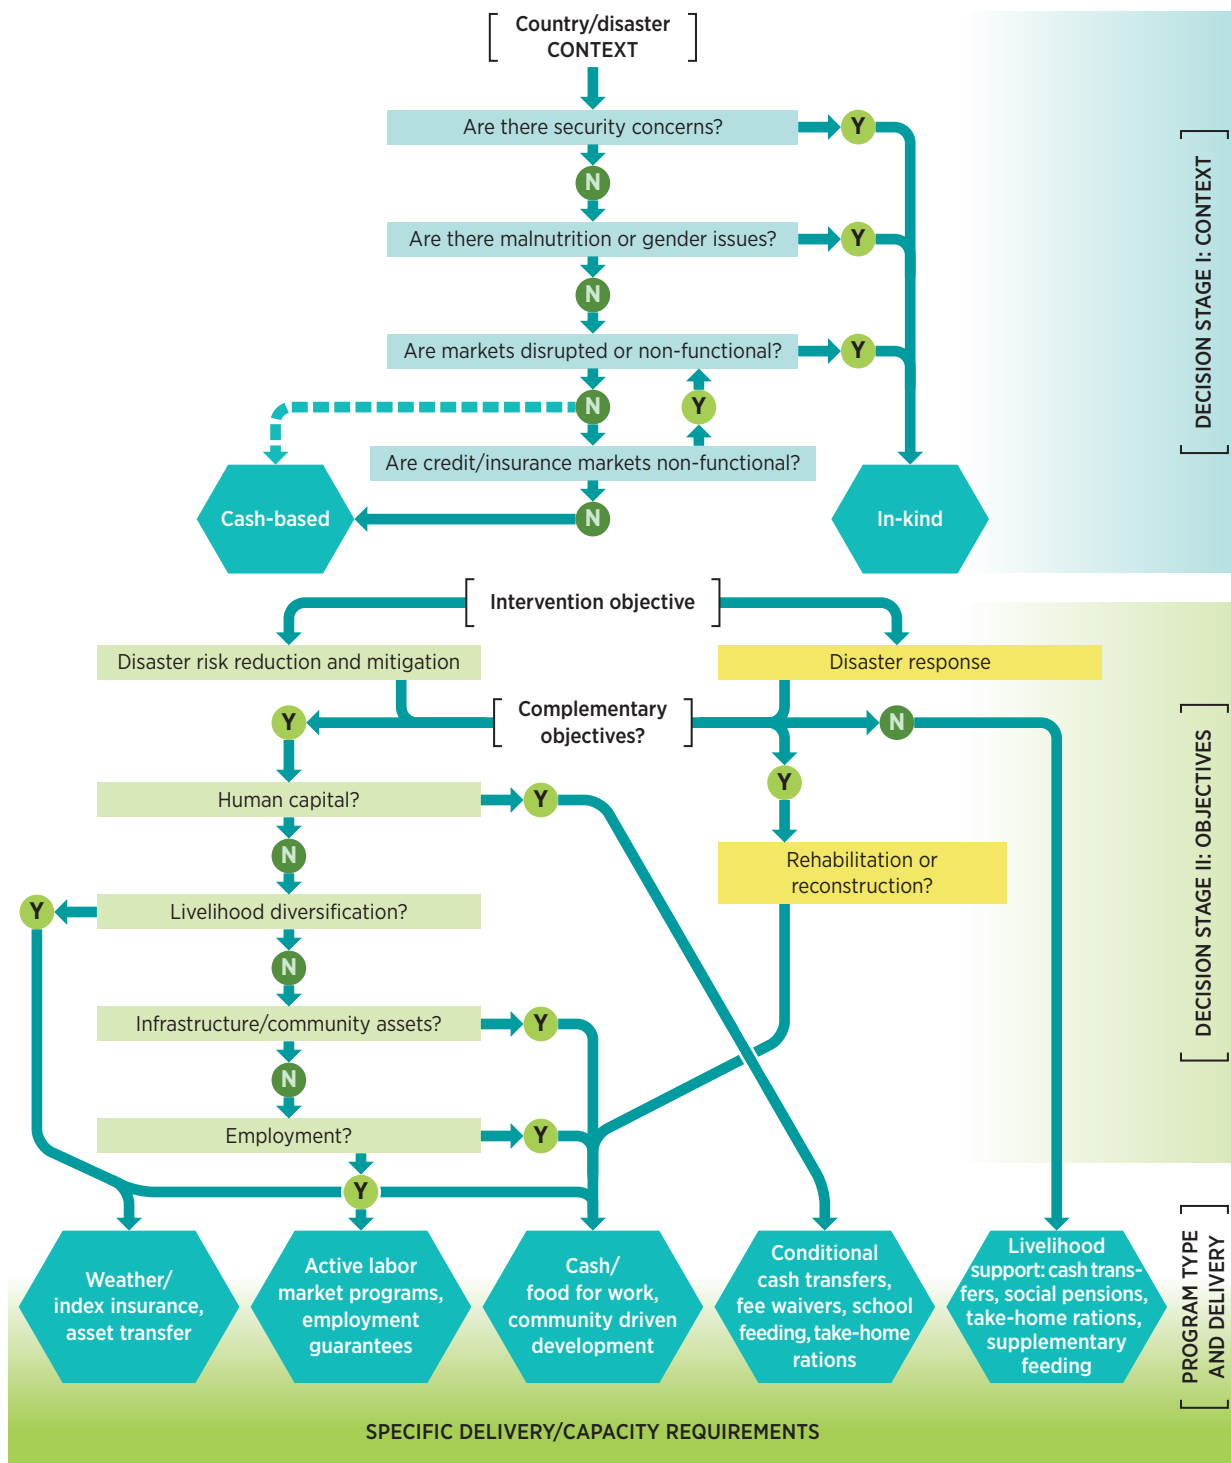 Country/disaster
CONTEXT
Are there security concerns?
Y
N
Are there malnutrition or gender issues?
Y
N
Are markets disrupted or non-functional?
Y
N
Y
Are credit/insurance markets non-functional?
Cash-based
N
In-kind
DECISION STAGE I: CONTEXT
Intervention objective
Disaster risk reduction and mitigation
Disaster response
Y
Complementary
objectives?
N
Y
Human capital?
Y
N
Rehabilitation or
reconstruction?
Y
Livelihood diversification?
N
Infrastructure/community assets?
Y
N
Employment?
Y
Y
DECISION STAGE II: OBJECTIVES
Weather/
index insurance,
asset transfer
Active labor
market programs,
employment
guarantees
Cash/
food for work,
community driven
development
Conditional
cash transfers,
fee waivers, school
feeding, take-home
rations
Livelihood
support: cash trans-
fers, social pensions,
take-home rations,
supplementary
feeding
PROGRAM TYPE
AND DELIVERY
SPECIFIC DELIVERY/CAPACITY REQUIREMENTS